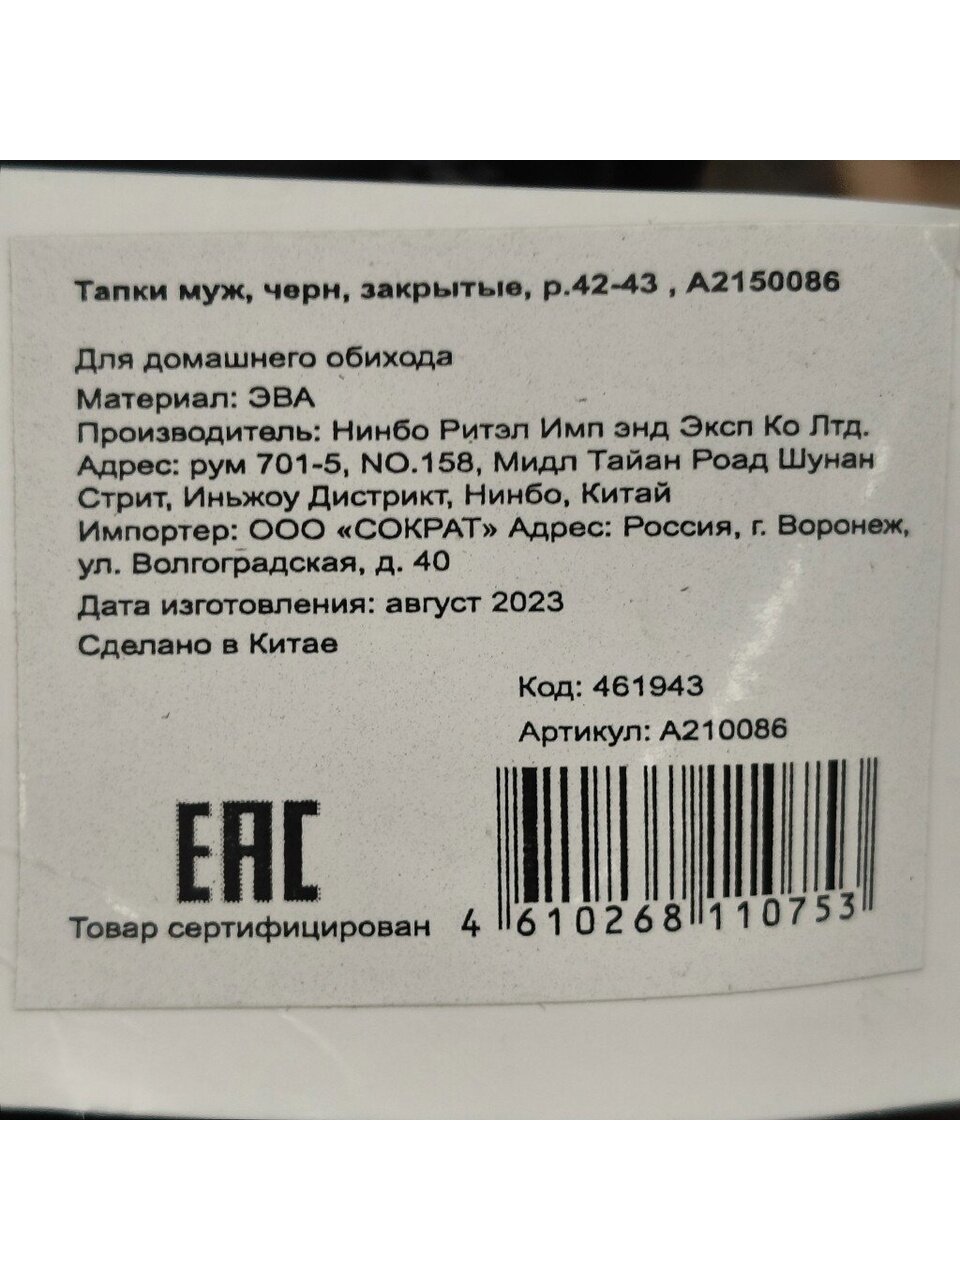 Тапки муж, черн, закрытые, р.42-43 , А2150086
Для домашнего обихода
Материал: ЭВА
Производитель: Нинбо Ритэл Имп энд Эксп Ко Лтд.
Адрес: рум 701-5, NO.158, Мидл Тайан Роад Шунан
Стрит, Иньжоу Дистрикт, Нинбо, Китай
Импортер: ООО «СОКРАТ» Адрес: Россия, г. Воронеж,
ул. Волгоградская, д. 40
Дата изготовления: август 2023
Сделано в Китае
Код: 461943
Артикул: А210086
EAC
Товар сертифицирован
4 610268 110753